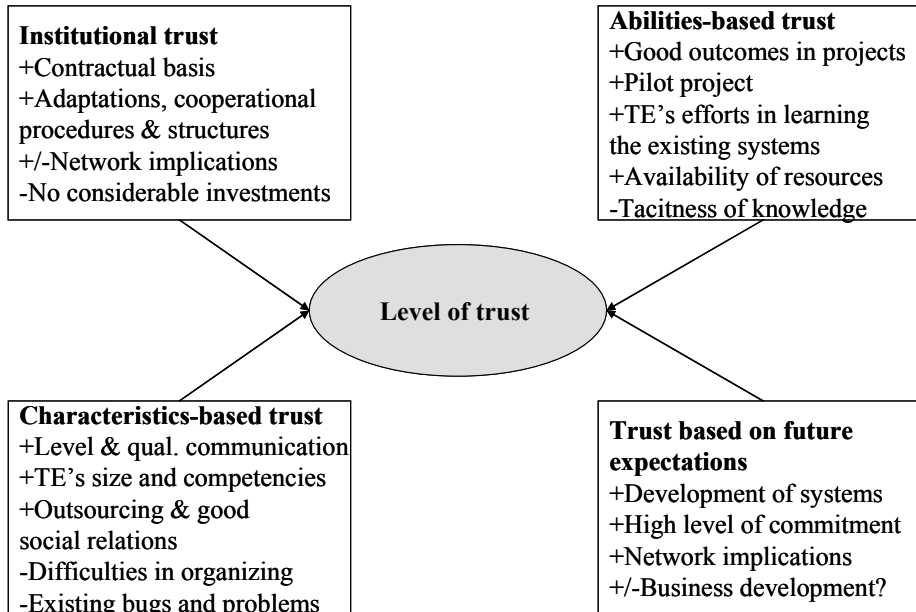 Institutional trust
+Contractual basis
+Adaptations, cooperational
procedures & structures
+/-Network implications
-No considerable investments
Abilities-based trust
+Good outcomes in projects
+Pilot project
+TE's efforts in learning
the existing systems
+Availability of resources
-Tacitness of knowledge
Level of trust
Characteristics-based trust
+Level & qual. communication
+TE's size and competencies
+Outsourcing & good
social relations
-Difficulties in organizing
-Existing bugs and problems
Trust based on future
expectations
+Development of systems
+High level of commitment
+Network implications
+/-Business development?